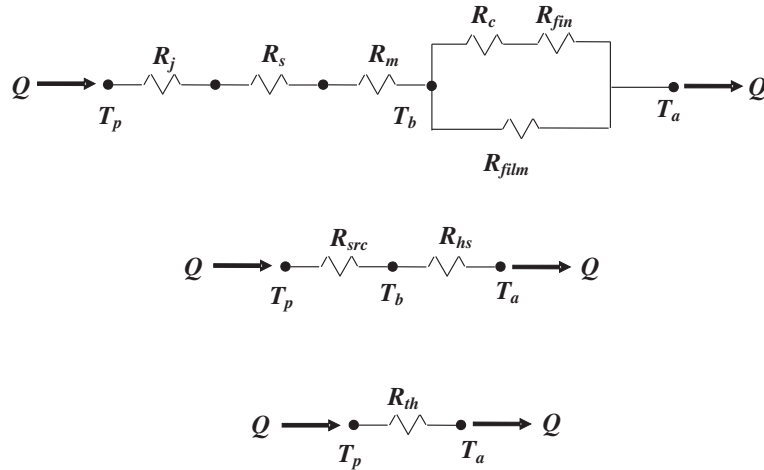 R_c R_fin
R_j R_s R_m
Q Q
T_p T_b T_a
R_film
R_src R_hs
Q Q
T_p T_b T_a
R_th
Q Q
T_p T_a